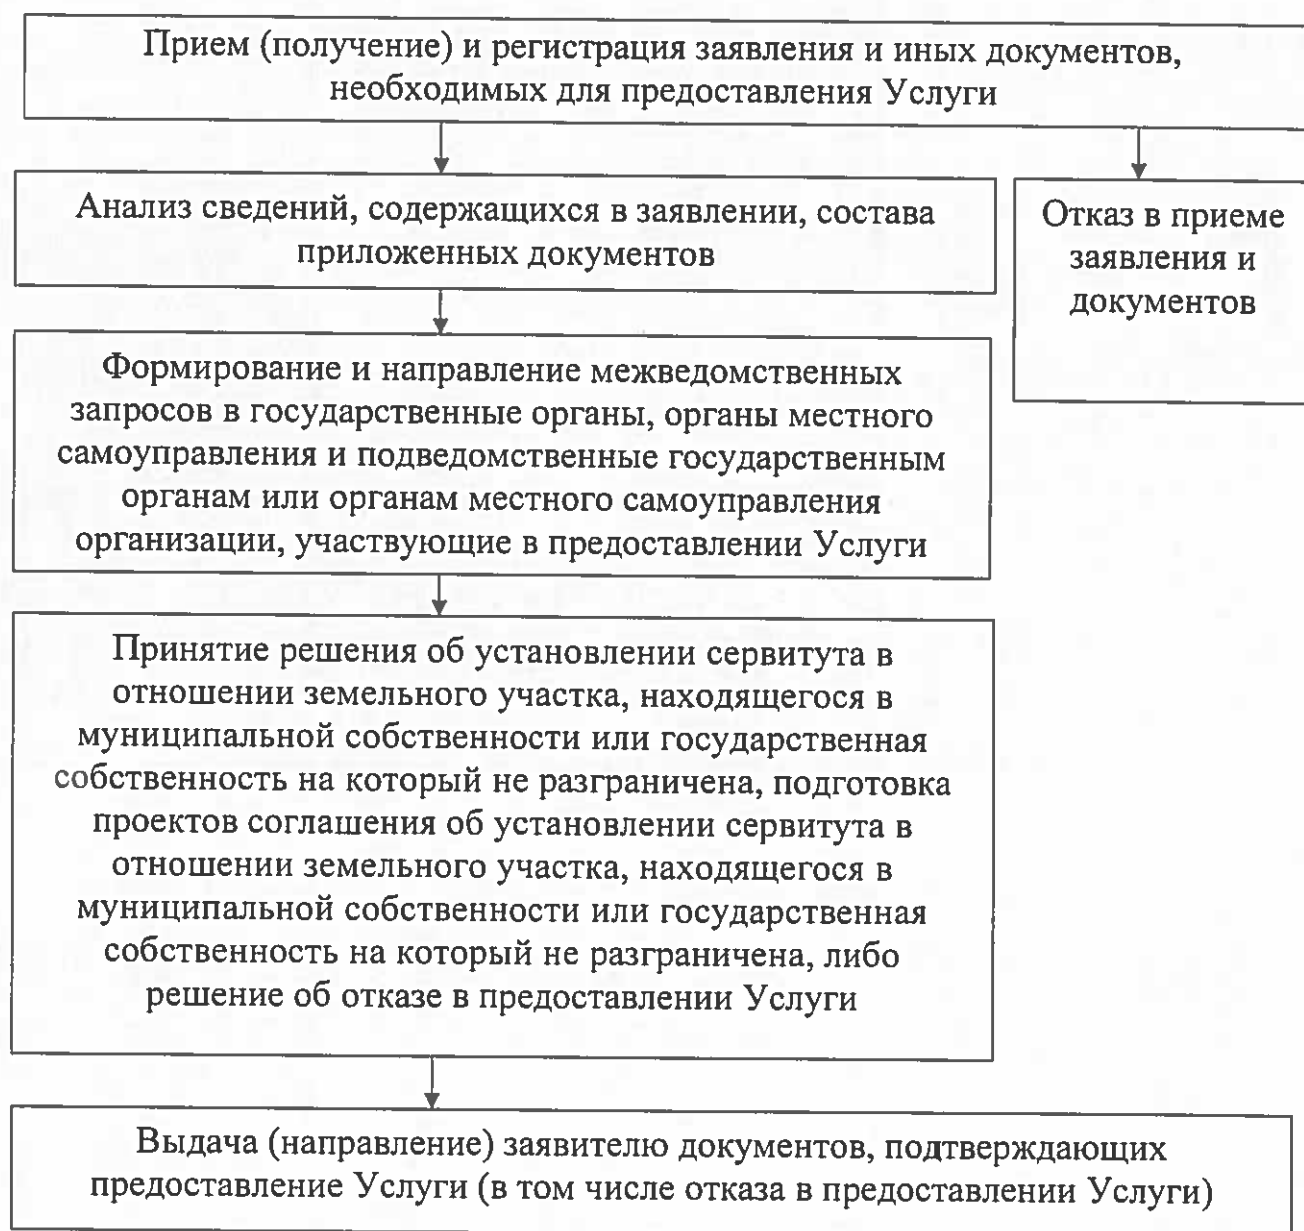 Прием (получение) и регистрация заявления и иных документов,
необходимых для предоставления Услуги
Анализ сведений, содержащихся в заявлении, состава
приложенных документов
Отказ в приеме
заявления и
документов
Формирование и направление межведомственных
запросов в государственные органы, органы местного
самоуправления и подведомственные государственным
органам или органам местного самоуправления
организации, участвующие в предоставлении Услуги
Принятие решения об установлении сервитута в
отношении земельного участка, находящегося в
муниципальной собственности или государственная
собственность на который не разграничена, подготовка
проектов соглашения об установлении сервитута в
отношении земельного участка, находящегося в
муниципальной собственности или государственная
собственность на который не разграничена, либо
решение об отказе в предоставлении Услуги
Выдача (направление) заявителю документов, подтверждающих
предоставление Услуги (в том числе отказа в предоставлении Услуги)